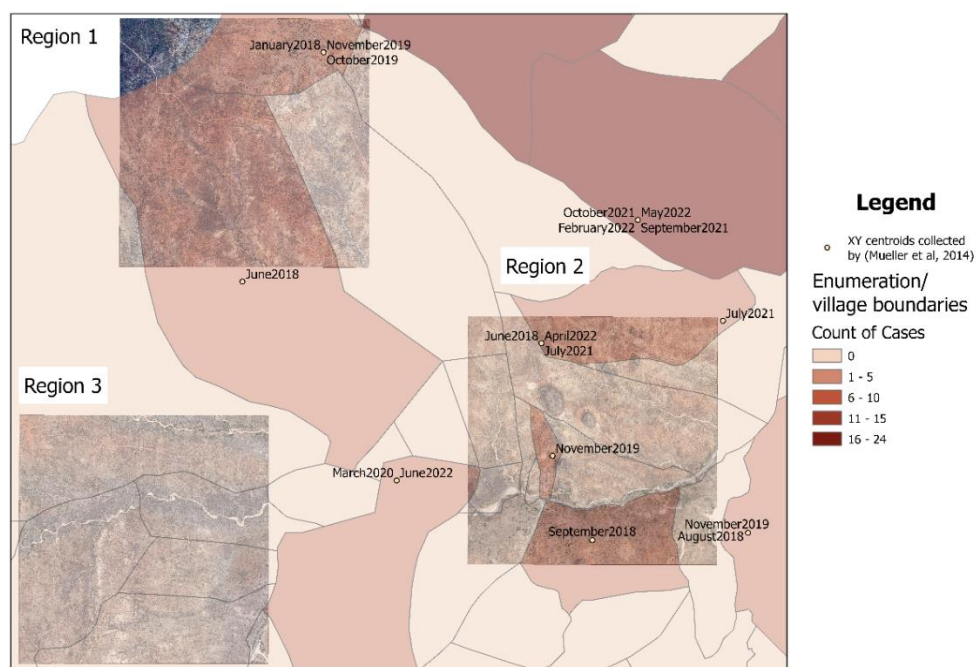 Region 1
January2018 November2019
October2019
October2021 May2022
February2022 September2021
Region 2
June2018
July2021
June2018 April2022
July2021
Region 3
November2019
March2020 June2022
September2018
November2019
August2018
Legend
XY centroids collected
by (Mueller et al, 2014)
Enumeration/
village boundaries
Count of Cases
0
1 - 5
6 - 10
11 - 15
16 - 24